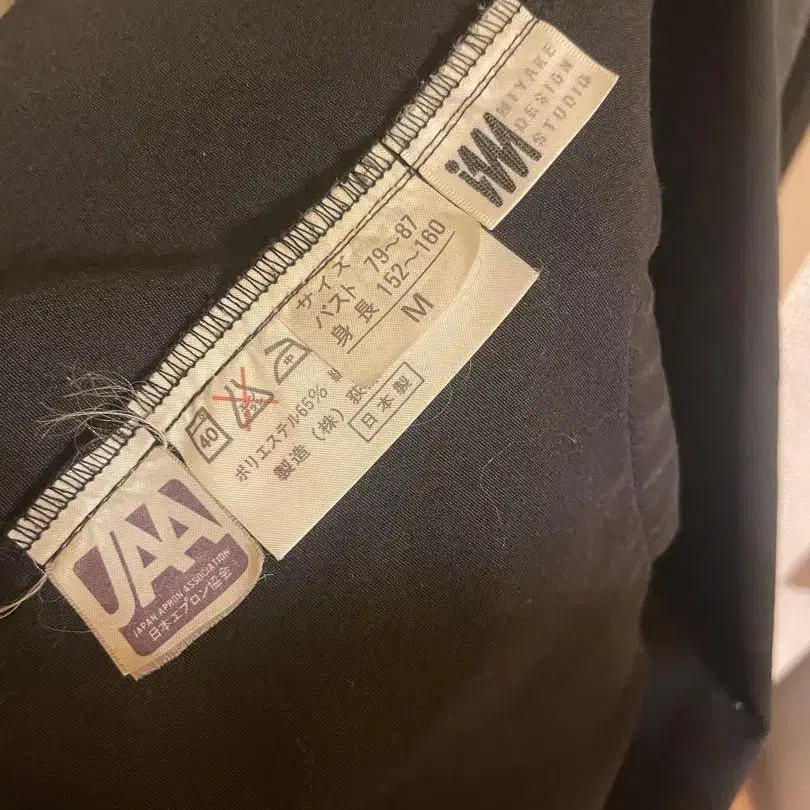 MIYAKE
DESIGN
STUDIO
im
サイズ
バスト 79~87
身長 152~160
M
40
中
ポリエステル65%
製造(株)荻
日本製
JAA
JAPAN APRON ASSOCIATION
日本エプロン協会